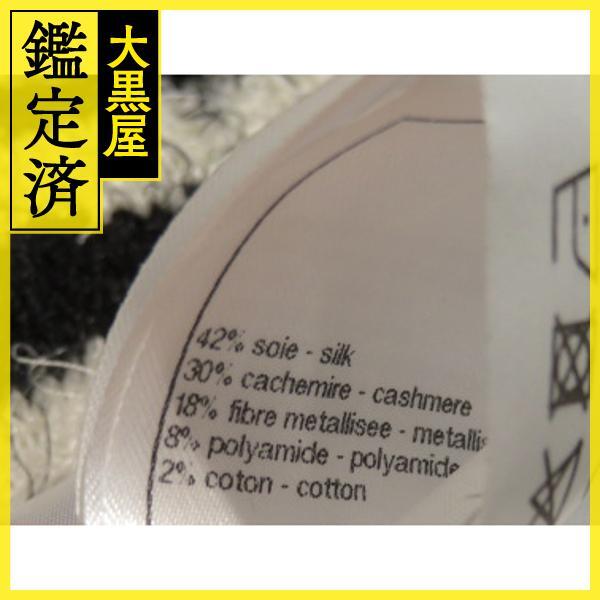 鑑定済
大黒屋
42% soie - silk
30% cachemire - cashmere
18% fibre metallisee - metallis
8% polyamide - polyamide
2% coton - cotton